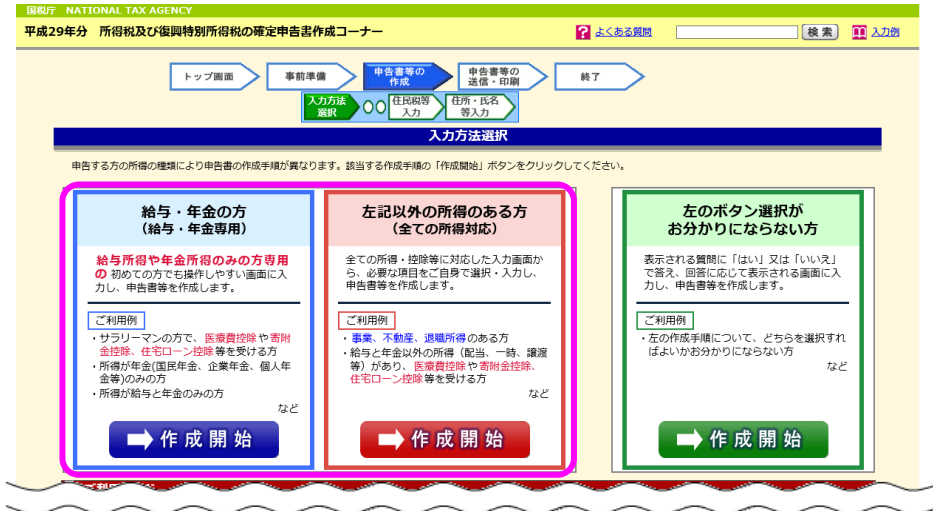 国税庁 NATIONAL TAX AGENCY
平成29年分 所得税及び復興特別所得税の確定申告書作成コーナー
? よくある質問
検索
入力例
トップ画面
事前準備
申告書等の
作成
申告書等の
送信・印刷
終了
入力方法
選択
住民税等
入力
住所・氏名
等入力
入力方法選択
申告する方の所得の種類により申告書の作成手順が異なります。該当する作成手順の「作成開始」ボタンをクリックしてください。
給与・年金の方
(給与・年金専用)
給与所得や年金所得のみの方専用
の 初めての方でも操作しやすい画面に入
力し、申告書等を作成します。
ご利用例
・サラリーマンの方で、医療費控除や寄附
金控除、住宅ローン控除等を受ける方
・所得が年金(国民年金、企業年金、個人年
金等)のみの方
・所得が給与と年金のみの方
など
作成開始
左記以外の所得のある方
(全ての所得対応)
全ての所得・控除等に対応した入力画面か
ら、必要な項目をご自身で選択・入力し、
申告書等を作成します。
ご利用例
・事業、不動産、退職所得のある方
・給与と年金以外の所得（配当、一時、譲渡
等）があり、医療費控除や寄附金控除、
住宅ローン控除等を受ける方
など
作成開始
左のボタン選択が
お分かりにならない方
表示される質問に「はい」又は「いいえ」
で答え、回答に応じて表示される画面に入
力し、申告書等を作成します。
ご利用例
・左の作成手順について、どちらを選択すれ
ばよいかお分かりにならない方
など
作成開始